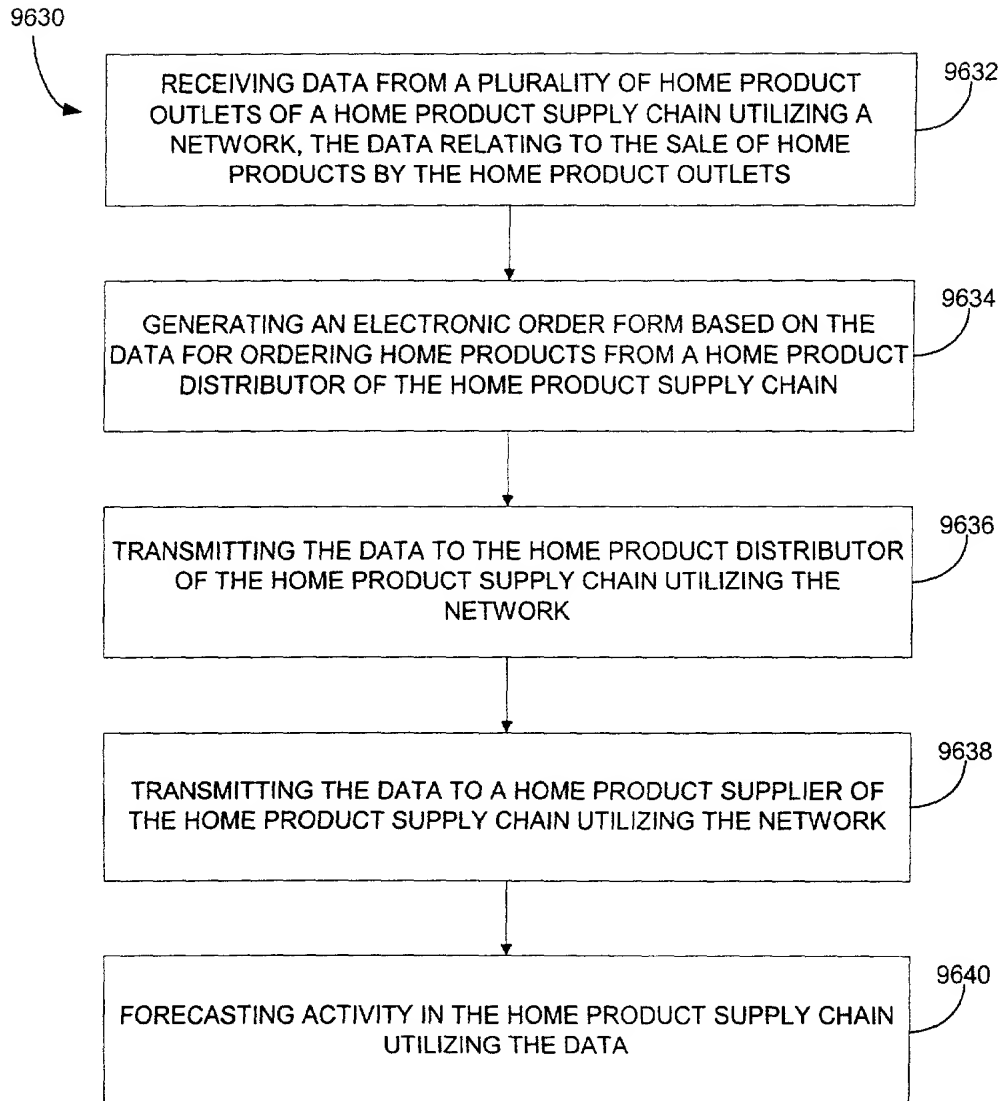 9630
RECEIVING DATA FROM A PLURALITY OF HOME PRODUCT
OUTLETS OF A HOME PRODUCT SUPPLY CHAIN UTILIZING A
NETWORK, THE DATA RELATING TO THE SALE OF HOME
PRODUCTS BY THE HOME PRODUCT OUTLETS
9632
GENERATING AN ELECTRONIC ORDER FORM BASED ON THE
DATA FOR ORDERING HOME PRODUCTS FROM A HOME PRODUCT
DISTRIBUTOR OF THE HOME PRODUCT SUPPLY CHAIN
9634
TRANSMITTING THE DATA TO THE HOME PRODUCT DISTRIBUTOR
OF THE HOME PRODUCT SUPPLY CHAIN UTILIZING THE
NETWORK
9636
TRANSMITTING THE DATA TO A HOME PRODUCT SUPPLIER OF
THE HOME PRODUCT SUPPLY CHAIN UTILIZING THE NETWORK
9638
FORECASTING ACTIVITY IN THE HOME PRODUCT SUPPLY CHAIN
UTILIZING THE DATA
9640